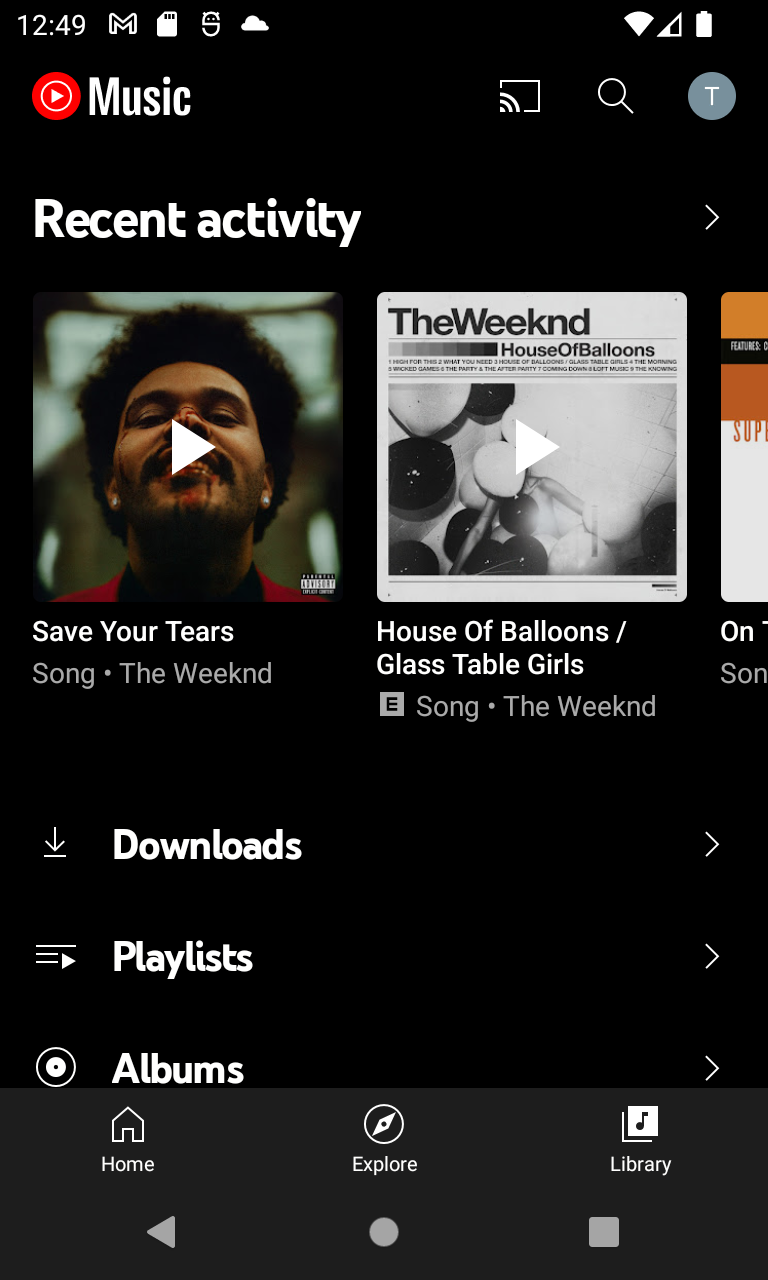 12:49
Music
T
Recent activity
TheWeeknd
HouseOfBalloons
1 HIGH FOR THIS 2 WHAT YOU NEED 3 HOUSE OF BALLOONS / GLASS TABLE GIRLS 4 THE MORNING
5 WICKED GAMES 6 THE PARTY & THE AFTER PARTY 7 COMING DOWN 8 LOFT MUSIC 9 THE KNOWING
FEATURES: C
SUPE
PARENTAL
ADVISORY
EXPLICIT CONTENT
Save Your Tears
Song • The Weeknd
House Of Balloons /
Glass Table Girls
E Song • The Weeknd
On T
Son
Downloads
Playlists
Albums
Home
Explore
Library